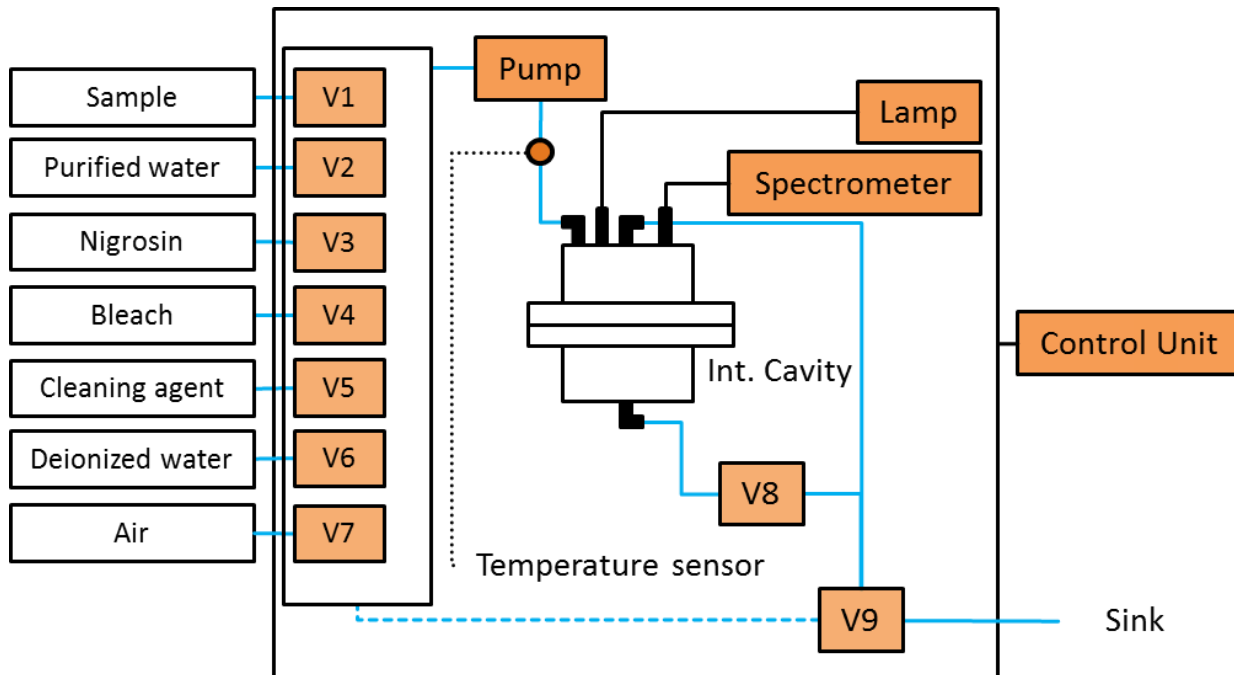 Sample
V1
Purified water
V2
Nigrosin
V3
Bleach
V4
Cleaning agent
V5
Deionized water
V6
Air
V7
Pump
Lamp
Spectrometer
Int. Cavity
V8
Temperature sensor
V9
Sink
Control Unit